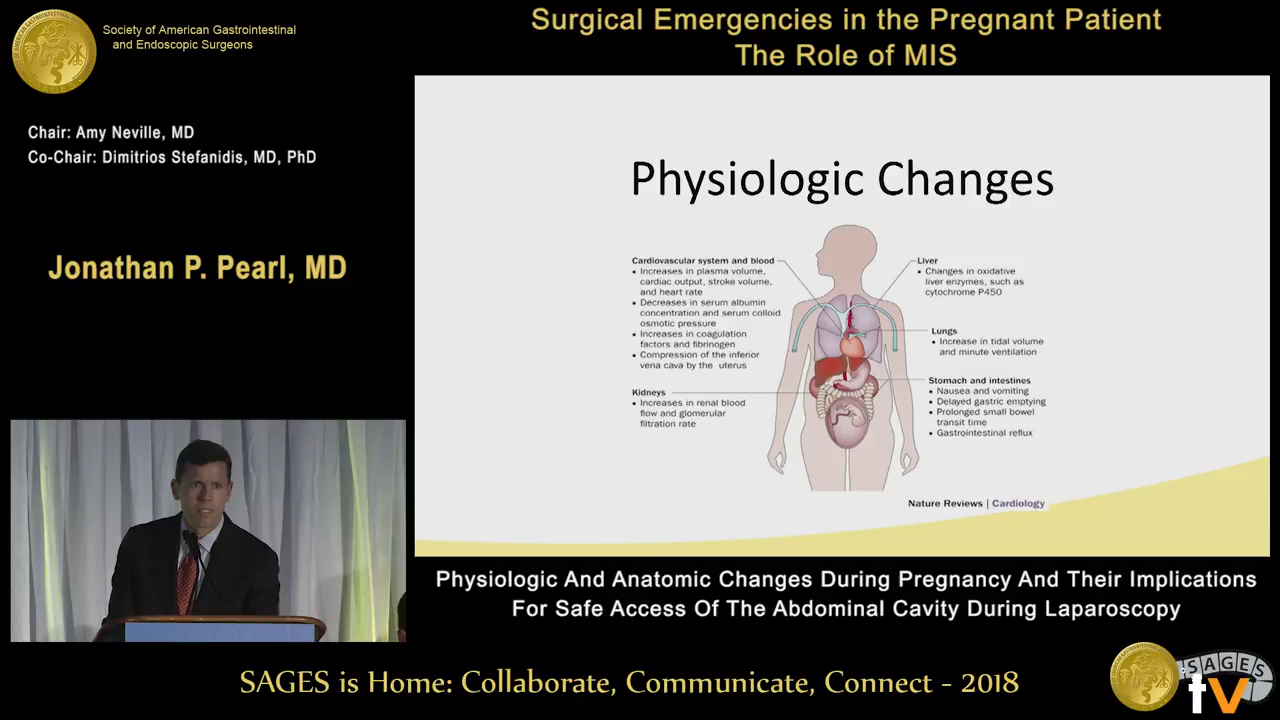 Society of American Gastrointestinal
and Endoscopic Surgeons
Surgical Emergencies in the Pregnant Patient
The Role of MIS
Chair: Amy Neville, MD
Co-Chair: Dimitrios Stefanidis, MD, PhD
Jonathan P. Pearl, MD
Physiologic Changes
Cardiovascular system and blood
▪ Increases in plasma volume,
cardiac output, stroke volume,
and heart rate
▪ Decreases in serum albumin
concentration and serum colloid
osmotic pressure
▪ Increases in coagulation
factors and fibrinogen
▪ Compression of the inferior
vena cava by the uterus
Kidneys
▪ Increases in renal blood
flow and glomerular
filtration rate
Liver
▪ Changes in oxidative
liver enzymes, such as
cytochrome P450
Lungs
▪ Increase in tidal volume
and minute ventilation
Stomach and intestines
▪ Nausea and vomiting
▪ Delayed gastric emptying
▪ Prolonged small bowel
transit time
▪ Gastrointestinal reflux
Nature Reviews | Cardiology
Physiologic And Anatomic Changes During Pregnancy And Their Implications
For Safe Access Of The Abdominal Cavity During Laparoscopy
SAGES is Home: Collaborate, Communicate, Connect - 2018
SAGES
tv